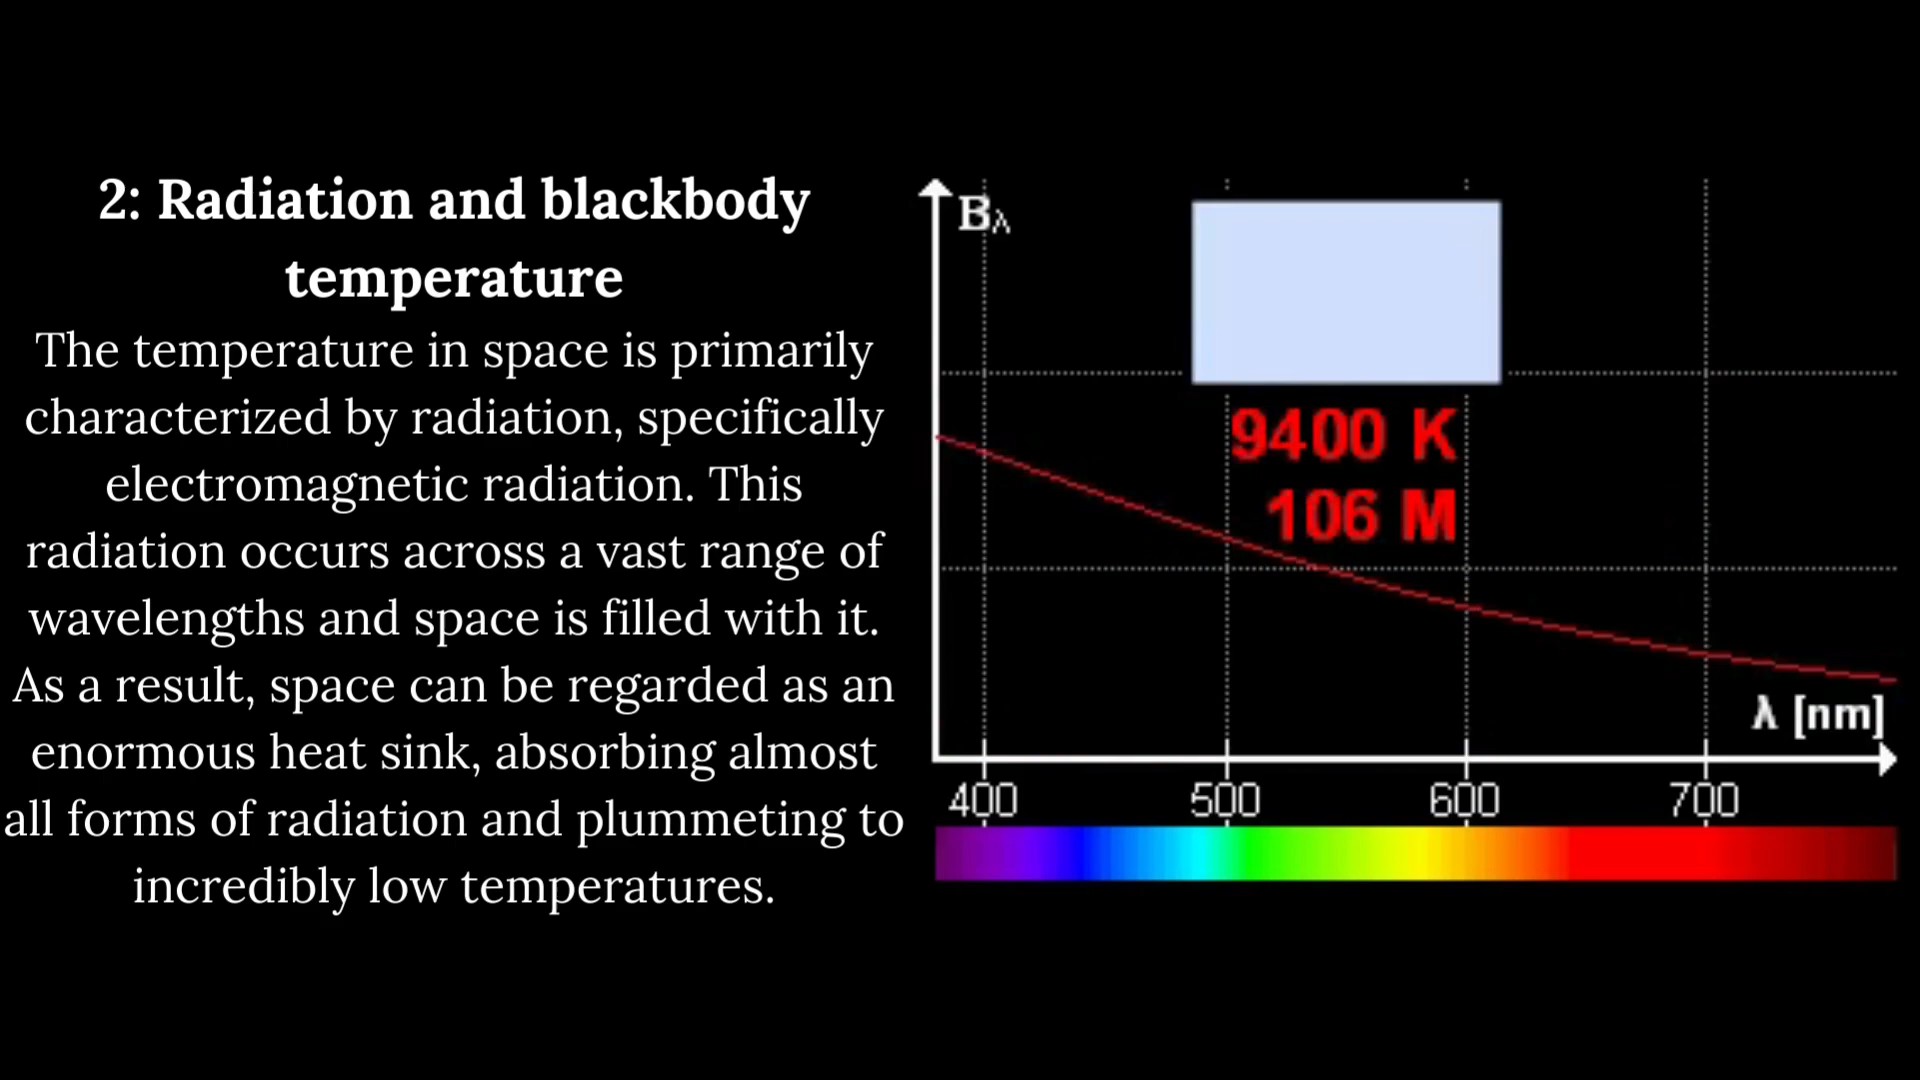 2: Radiation and blackbody
temperature
The temperature in space is primarily
characterized by radiation, specifically
electromagnetic radiation. This
radiation occurs across a vast range of
wavelengths and space is filled with it.
As a result, space can be regarded as an
enormous heat sink, absorbing almost
all forms of radiation and plummeting to
incredibly low temperatures.
Bλ
9400 K
106 M
λ [nm]
400 500 600 700